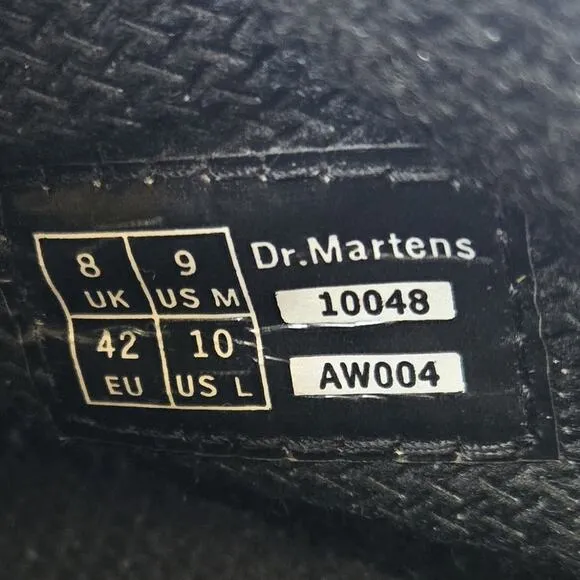 8 UK
9 US M
42 EU
10 US L
Dr.Martens
10048
AW004